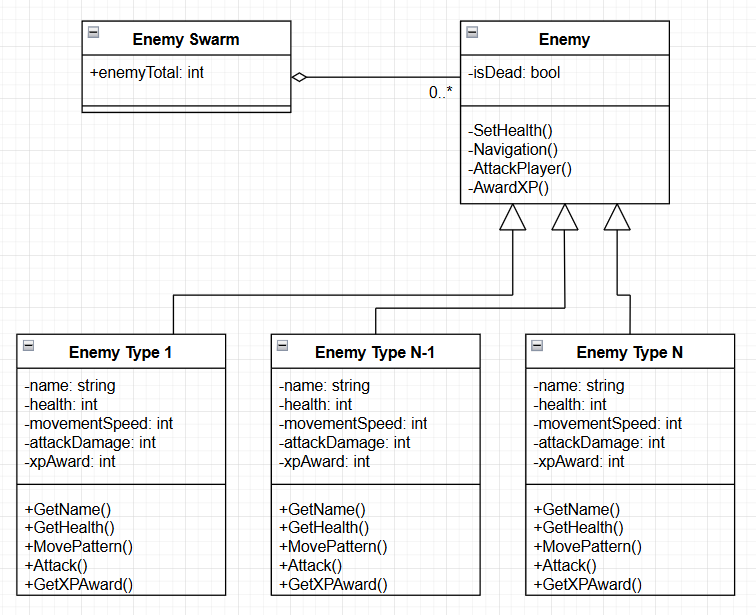 Enemy Swarm
+enemyTotal: int
0..*
Enemy
-isDead: bool
-SetHealth()
-Navigation()
-AttackPlayer()
-AwardXP()
Enemy Type 1
-name: string
-health: int
-movementSpeed: int
-attackDamage: int
-xpAward: int
+GetName()
+GetHealth()
+MovePattern()
+Attack()
+GetXPAward()
Enemy Type N-1
-name: string
-health: int
-movementSpeed: int
-attackDamage: int
-xpAward: int
+GetName()
+GetHealth()
+MovePattern()
+Attack()
+GetXPAward()
Enemy Type N
-name: string
-health: int
-movementSpeed: int
-attackDamage: int
-xpAward: int
+GetName()
+GetHealth()
+MovePattern()
+Attack()
+GetXPAward()